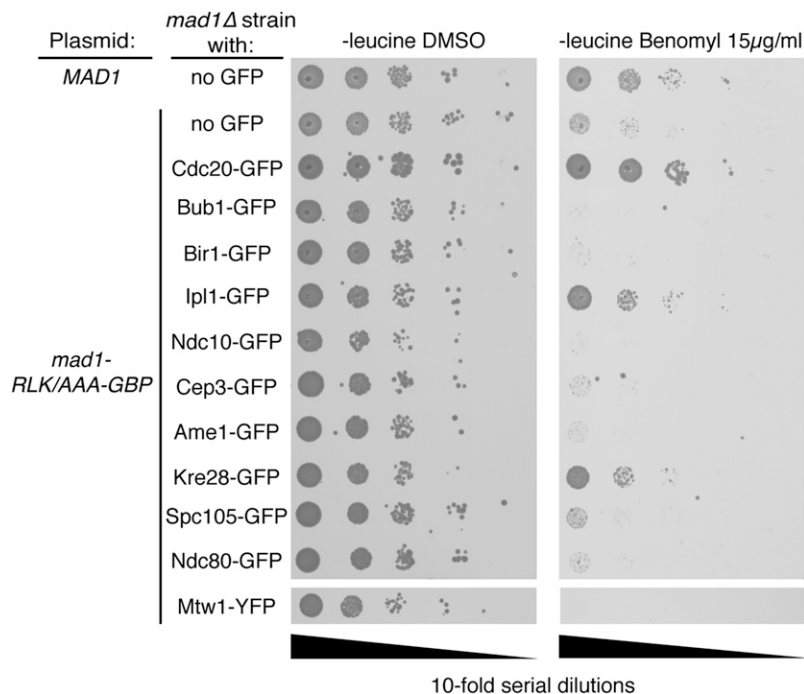 Plasmid:
mad1Δ strain
with:
-leucine DMSO
-leucine Benomyl 15µg/ml
MAD1
no GFP
no GFP
Cdc20-GFP
Bub1-GFP
Bir1-GFP
Ipl1-GFP
Ndc10-GFP
mad1-
RLK/AAA-GBP
Cep3-GFP
Ame1-GFP
Kre28-GFP
Spc105-GFP
Ndc80-GFP
Mtw1-YFP
10-fold serial dilutions